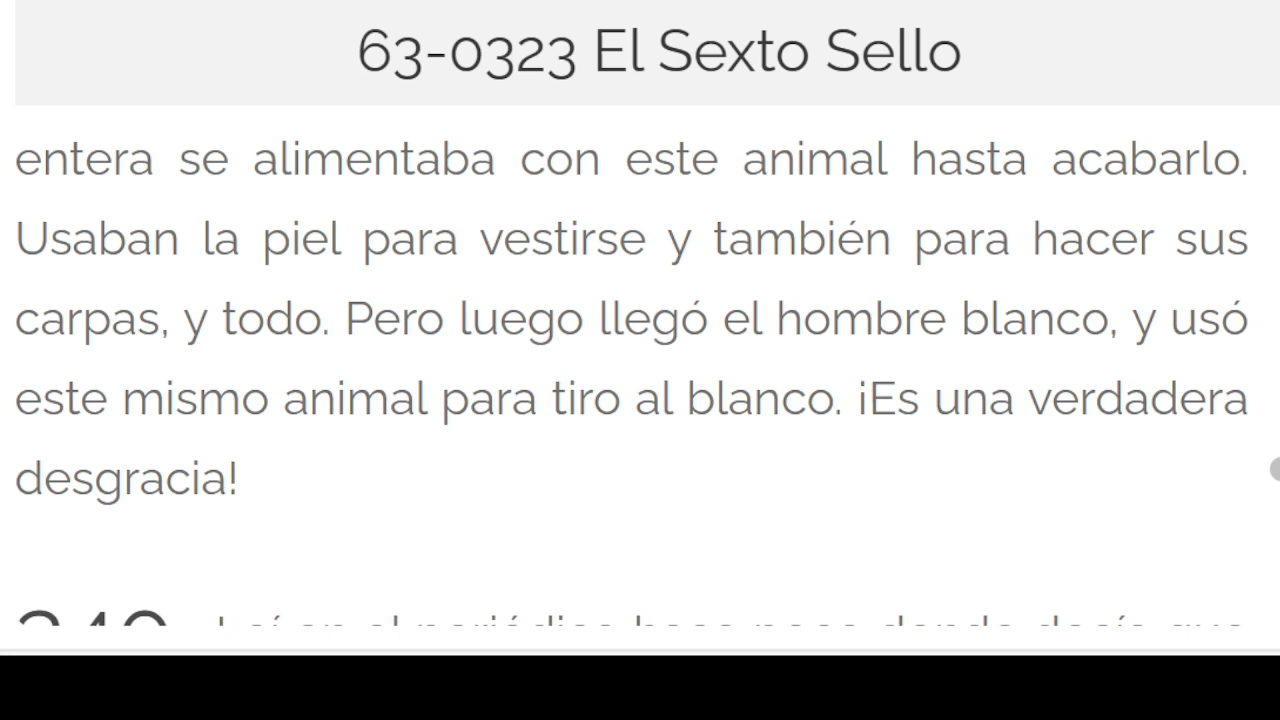 63-0323 El Sexto Sello
entera se alimentaba con este animal hasta acabarlo.
Usaban la piel para vestirse y también para hacer sus
carpas, y todo. Pero luego llegó el hombre blanco, y usó
este mismo animal para tiro al blanco. ¡Es una verdadera
desgracia!